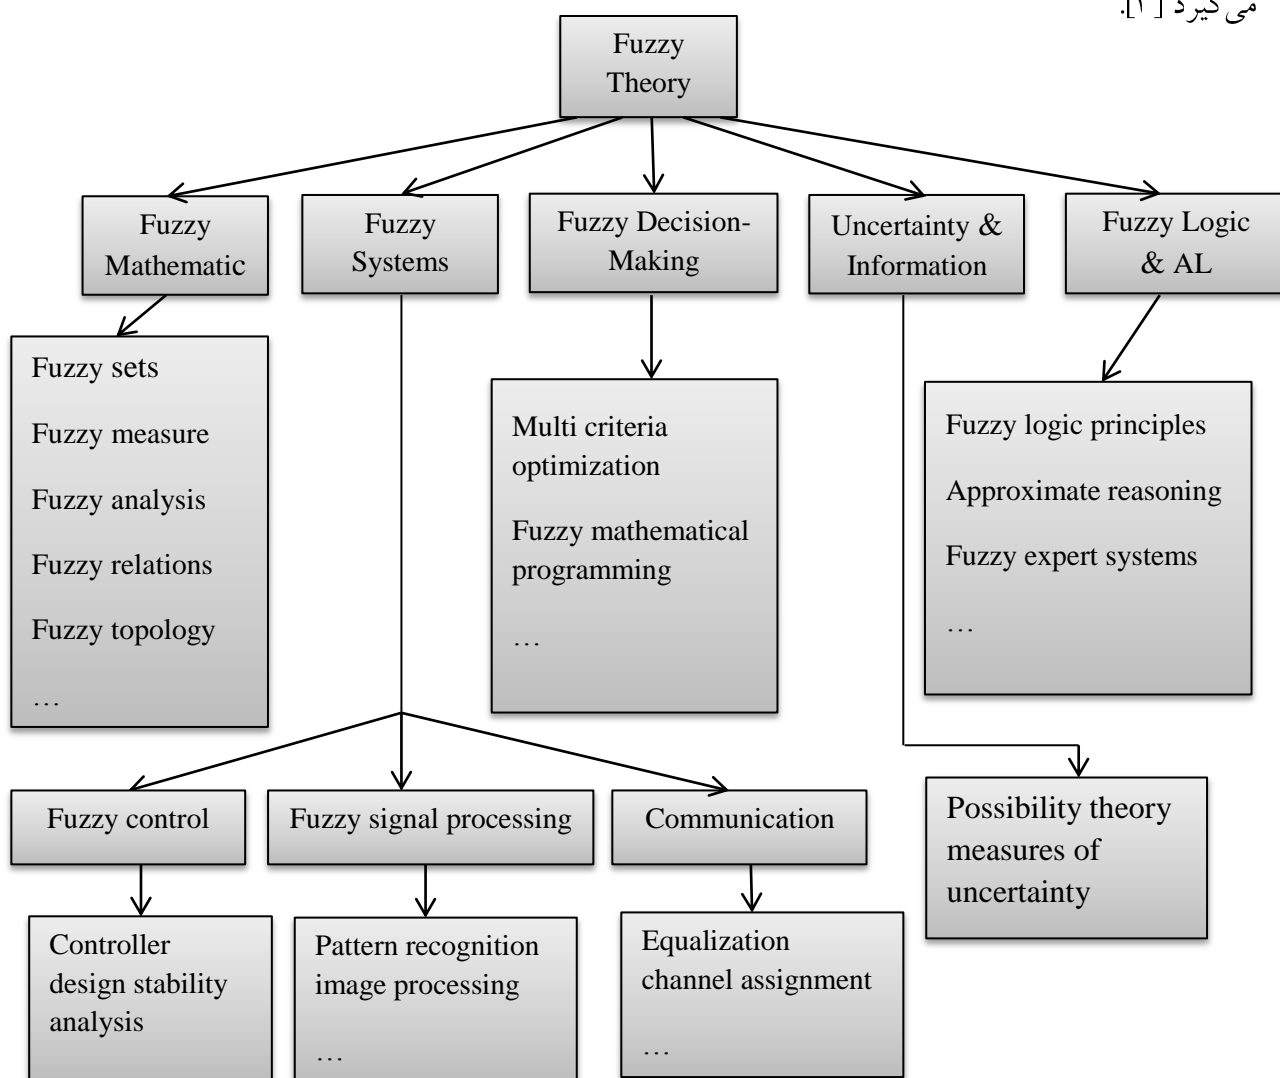 می‌گیرد [۳].
Fuzzy
Theory
Fuzzy
Mathematic
Fuzzy
Systems
Fuzzy Decision-
Making
Uncertainty &
Information
Fuzzy Logic
& AL
Fuzzy sets
Fuzzy measure
Fuzzy analysis
Fuzzy relations
Fuzzy topology
…
Multi criteria
optimization
Fuzzy mathematical
programming
…
Fuzzy logic principles
Approximate reasoning
Fuzzy expert systems
…
Fuzzy control
Fuzzy signal processing
Communication
Possibility theory
measures of
uncertainty
Controller
design stability
analysis
Pattern recognition
image processing
…
Equalization
channel assignment
…